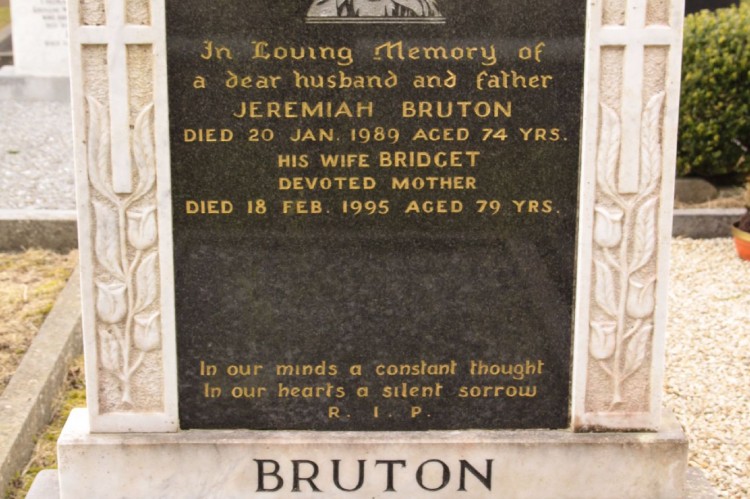 In Loving Memory of
a dear husband and father
JEREMIAH BRUTON
DIED 20 JAN. 1989 AGED 74 YRS.
HIS WIFE BRIDGET
DEVOTED MOTHER
DIED 18 FEB. 1995 AGED 79 YRS.
In our minds a constant thought
In our hearts a silent sorrow
R. I. P.
BRUTON